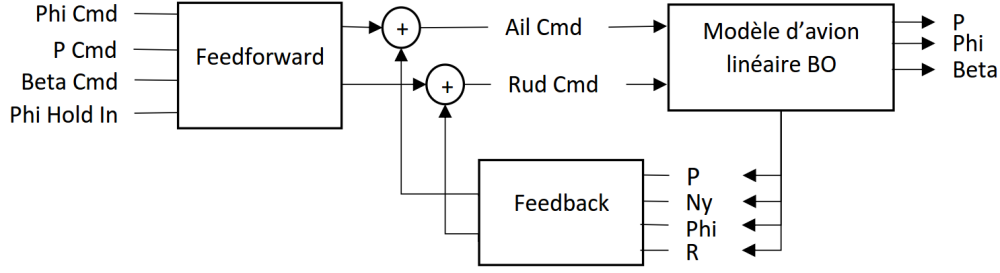 Phi Cmd
P Cmd
Beta Cmd
Phi Hold In
Feedforward
+
+
Ail Cmd
Rud Cmd
Modèle d'avion
linéaire BO
P
Phi
Beta
Feedback
P
Ny
Phi
R